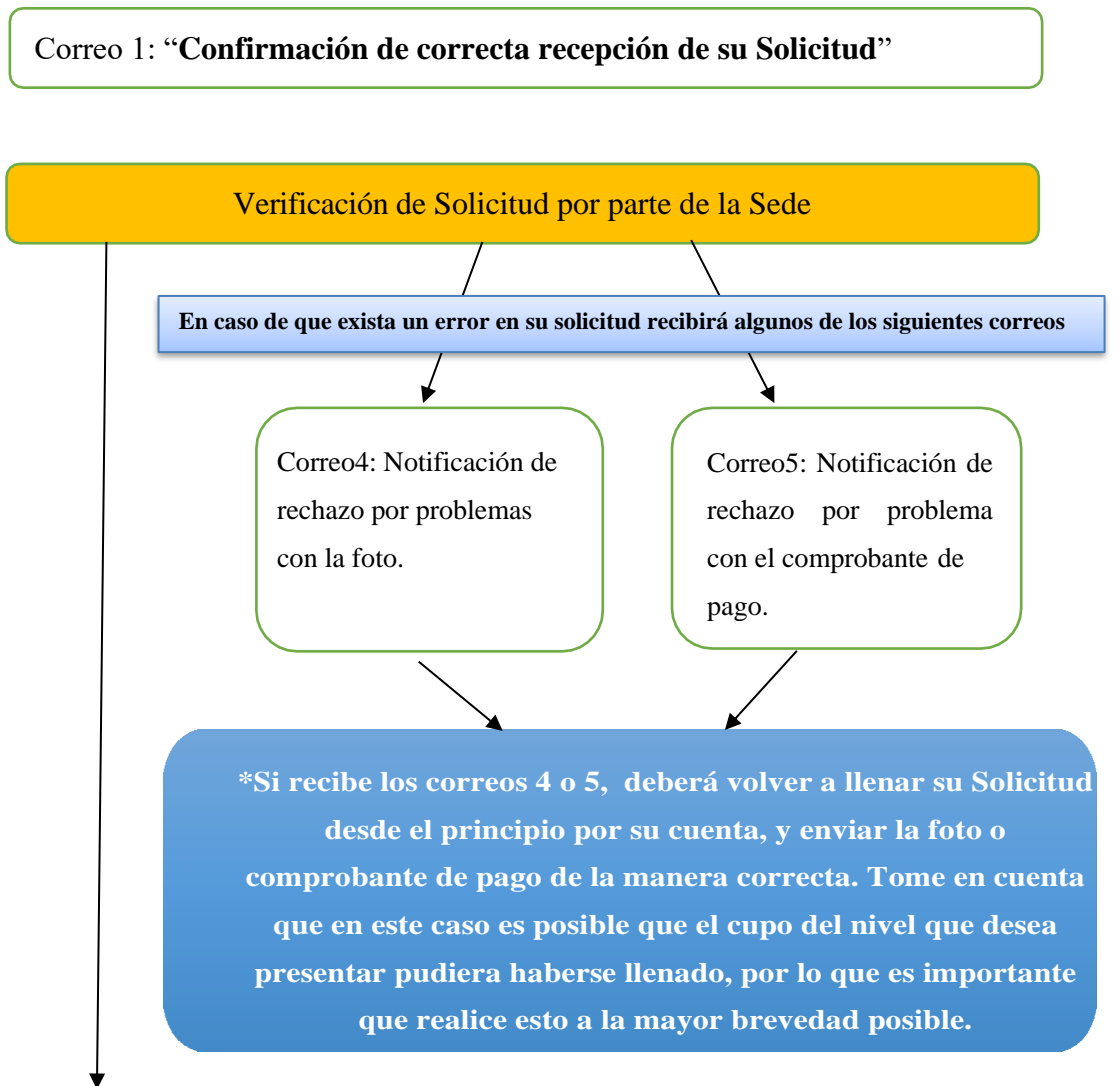 Correo 1: “Confirmación de correcta recepción de su Solicitud”
Verificación de Solicitud por parte de la Sede
En caso de que exista un error en su solicitud recibirá algunos de los siguientes correos
Correo4: Notificación de
rechazo por problemas
con la foto.
Correo5: Notificación de
rechazo por problema
con el comprobante de
pago.
*Si recibe los correos 4 o 5, deberá volver a llenar su Solicitud
desde el principio por su cuenta, y enviar la foto o
comprobante de pago de la manera correcta. Tome en cuenta
que en este caso es posible que el cupo del nivel que desea
presentar pudiera haberse llenado, por lo que es importante
que realice esto a la mayor brevedad posible.